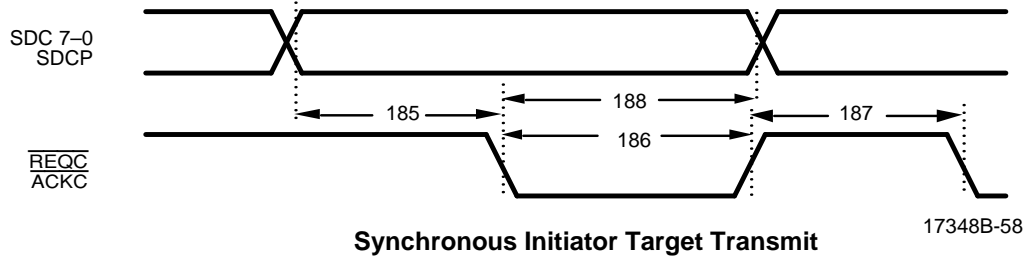 SDC 7–0
SDCP
188
185
187
186
REQC
ACKC
17348B-58
Synchronous Initiator Target Transmit